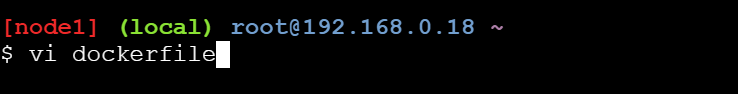 [node1] (local) root@192.168.0.18 ~
$ vi dockerfile